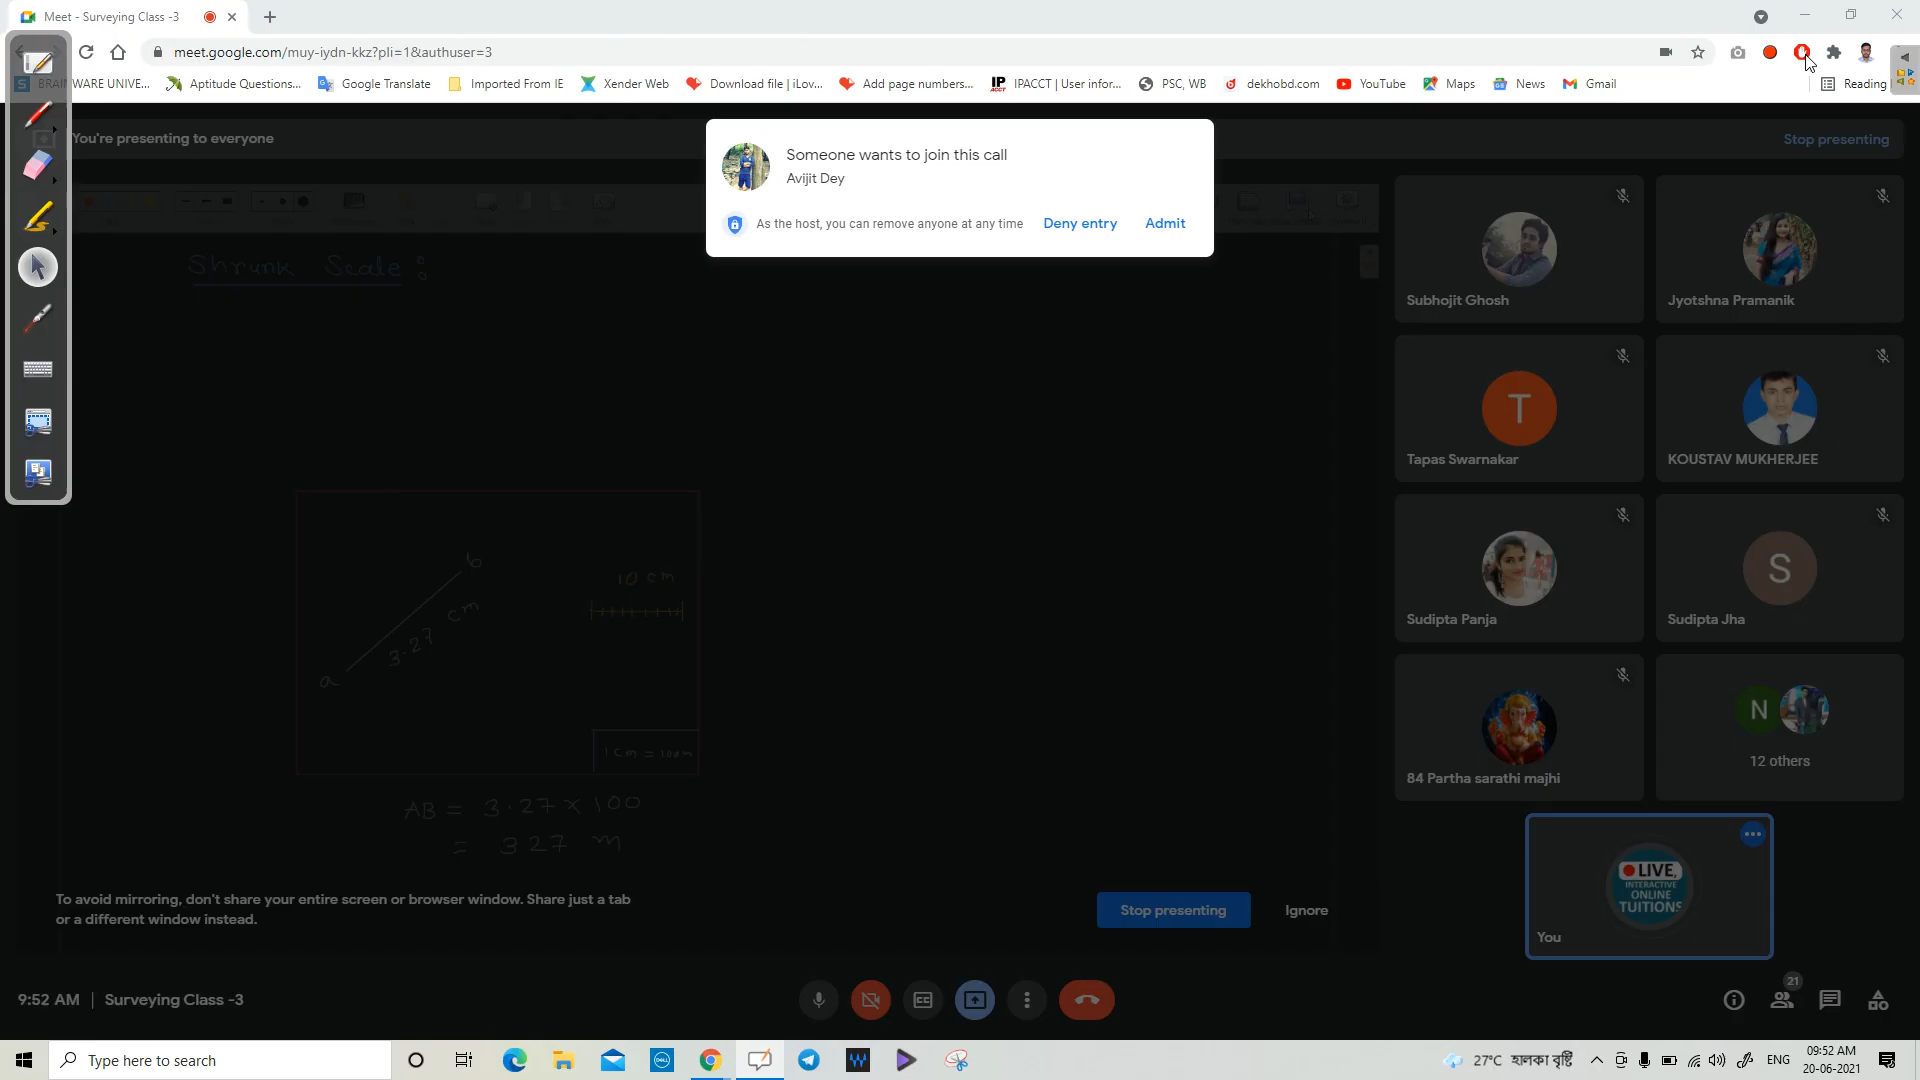 Meet - Surveying Class -3
meet.google.com/muy-iydn-kkz?pli=1&authuser=3
BRAINWARE UNIVE...
Aptitude Questions...
Google Translate
Imported From IE
Xender Web
Download file | iLov...
Add page numbers...
IPACCT | User infor...
PSC, WB
dekhobd.com
YouTube
Maps
News
Gmail
Reading
You're presenting to everyone
Stop presenting
Someone wants to join this call
Avijit Dey
As the host, you can remove anyone at any time
Deny entry
Admit
Shrunk Scale :
b
3.27 cm
a
10 cm
1 cm = 100m
AB = 3.27 x 100
= 327 m
Subhojit Ghosh
Jyotshna Pramanik
T
Tapas Swarnakar
KOUSTAV MUKHERJEE
Sudipta Panja
S
Sudipta Jha
84 Partha sarathi majhi
N
12 others
LIVE,
INTERACTIVE
ONLINE
TUITIONS
You
To avoid mirroring, don't share your entire screen or browser window. Share just a tab
or a different window instead.
Stop presenting
Ignore
9:52 AM | Surveying Class -3
21
Type here to search
DELL
W
27°C হালকা বৃষ্টি
ENG
09:52 AM
20-06-2021